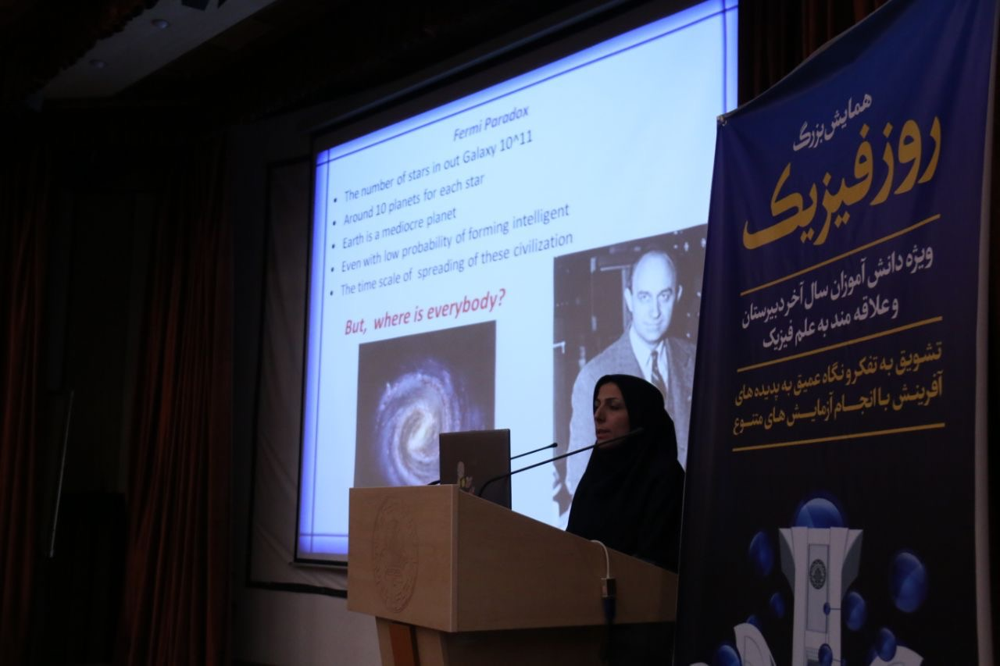 Fermi Paradox
• The number of stars in out Galaxy 10^11
• Around 10 planets for each star
• Earth is a mediocre planet
• Even with low probability of forming intelligent
• The time scale of spreading of these civilization
But, where is everybody?
همایش بزرگ
روز فیزیک
ویژه دانش آموزان سال آخر دبیرستان
و علاقه مند به علم فیزیک
تشویق به تفکر و نگاه عمیق به پدیده های
آفرینش با انجام آزمایش های متنوع